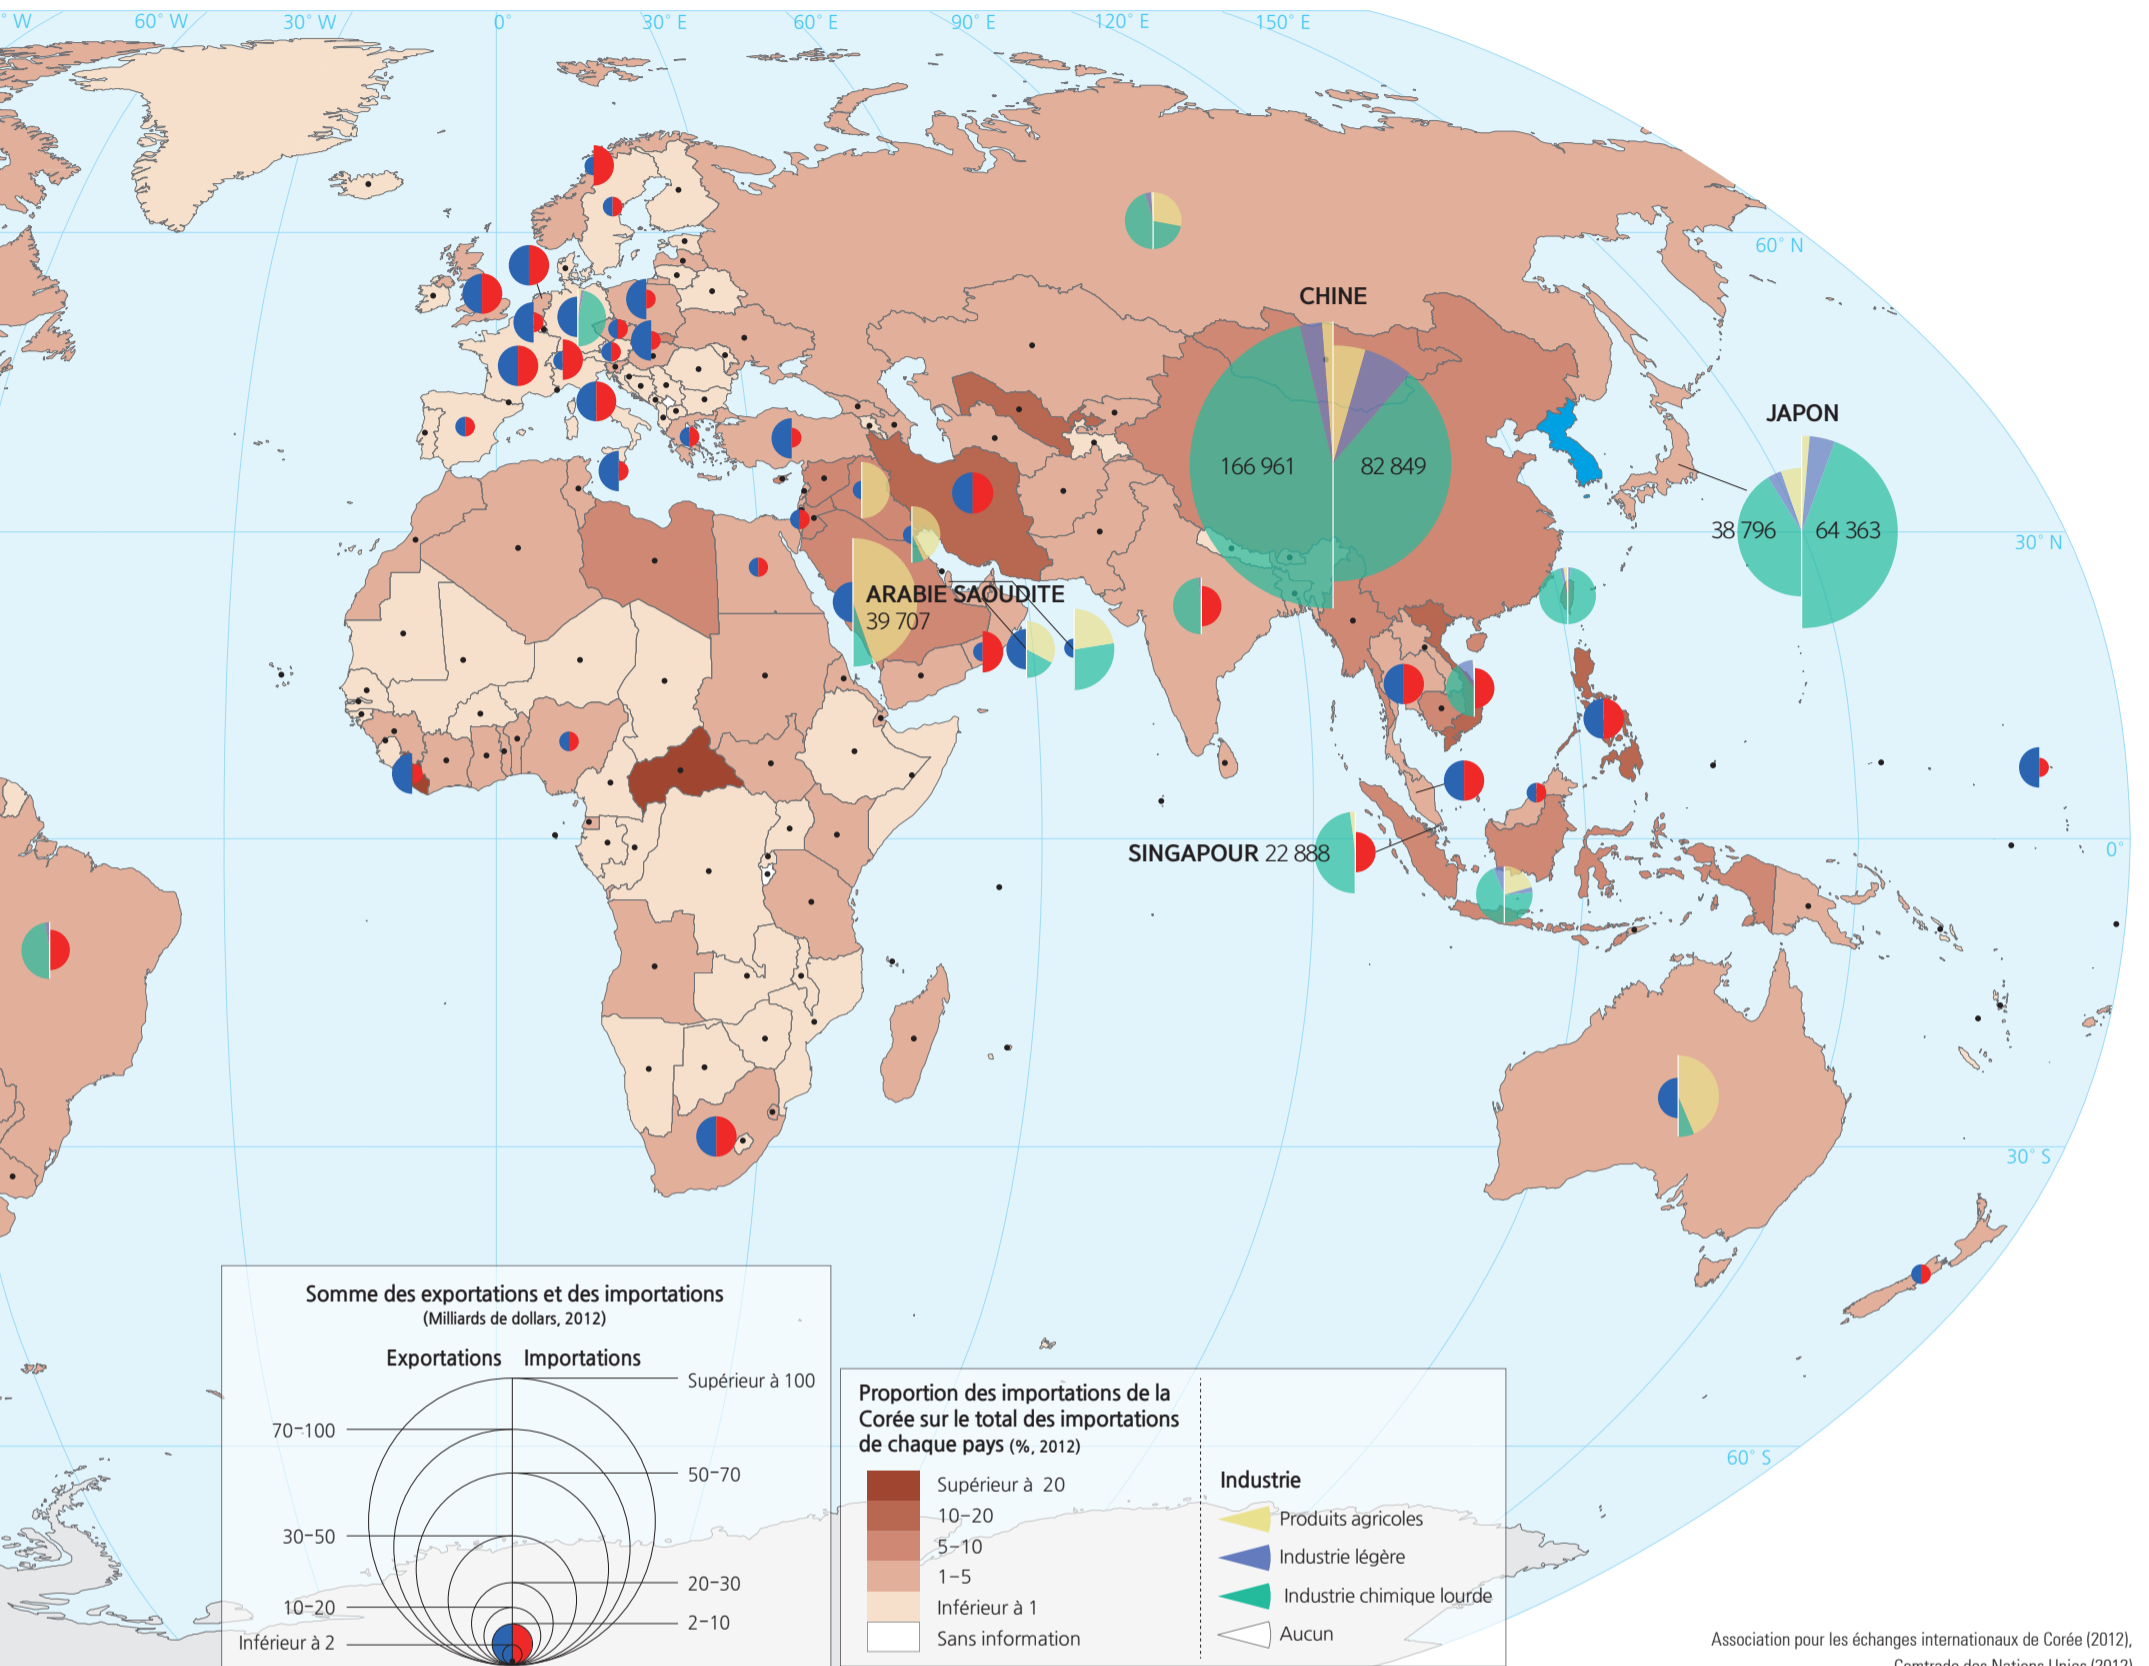 ° W
60° W
30° W
0°
30° E
60° E
90° E
120° E
150° E
60° N
CHINE
166 961
82 849
JAPON
38 796
64 363
30° N
ARABIE SAOUDITE
39 707
SINGAPOUR 22 888
0°
30° S
60° S
Somme des exportations et des importations
(Milliards de dollars, 2012)
Exportations
Importations
Supérieur à 100
70–100
50–70
30–50
20–30
10–20
2–10
Inférieur à 2
Proportion des importations de la
Corée sur le total des importations
de chaque pays (%, 2012)
Supérieur à 20
10–20
5–10
1–5
Inférieur à 1
Sans information
Industrie
Produits agricoles
Industrie légère
Industrie chimique lourde
Aucun
Association pour les échanges internationaux de Corée (2012),
Comtrade des Nations Unies (2012)